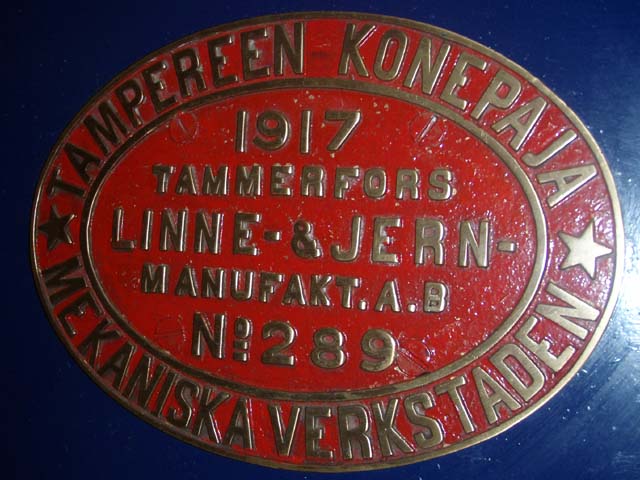 TAMPEREEN KONEPAJA
1917
TAMMERFORS
LINNE- & JERN-
MANUFAKT. A. B
No 289
MEKANISKA VERKSTADEN